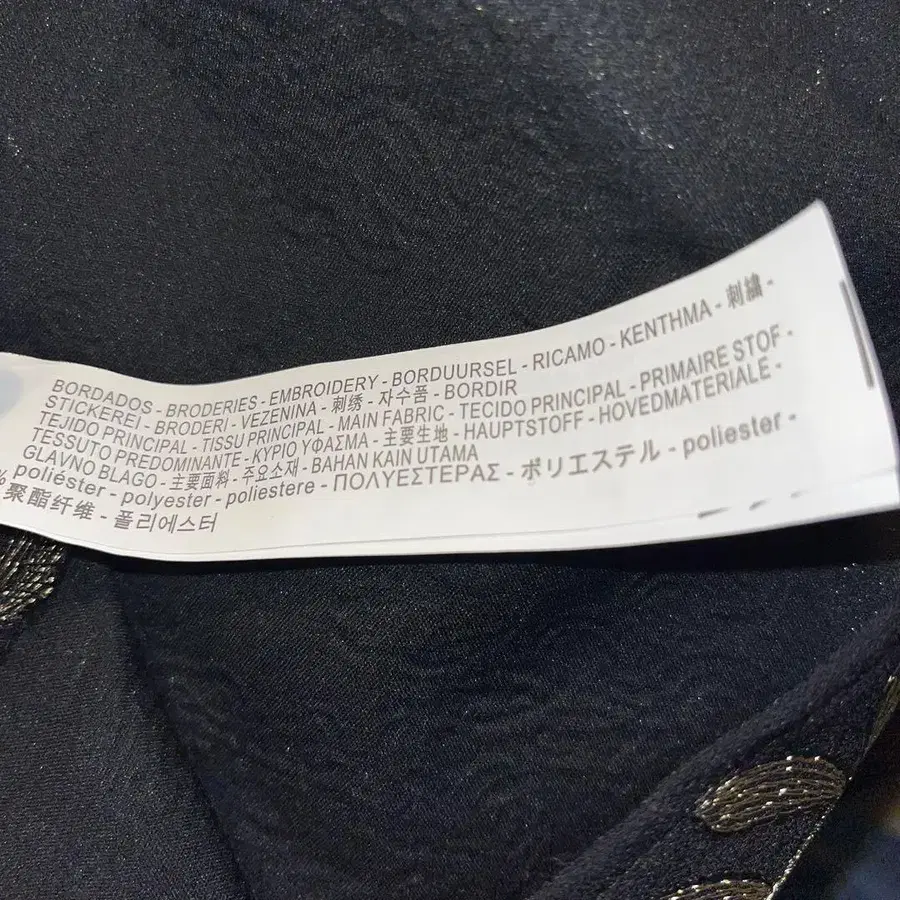 BORDADOS - BRODERIES - EMBROIDERY - BORDUURSEL - RICAMO - ΚΕΝΤΗΜΑ - 刺繍 -
STICKEREI - BRODERI - VEZENINA - 刺绣 - 자수품 - BORDIR
TEJIDO PRINCIPAL - TISSU PRINCIPAL - MAIN FABRIC - TECIDO PRINCIPAL - PRIMAIRE STOF -
TESSUTO PREDOMINANTE - ΚΥΡΙΟ ΥΦΑΣΜΑ - 主要生地 - HAUPTSTOFF - HOVEDMATERIALE -
GLAVNO BLAGO - 主要面料 - 주요소재 - BAHAN KAIN UTAMA
% poliéster - polyester - poliestere - ΠΟΛΥΕΣΤΕΡΑΣ - ポリエステル - poliester -
聚酯纤维 - 폴리에스터